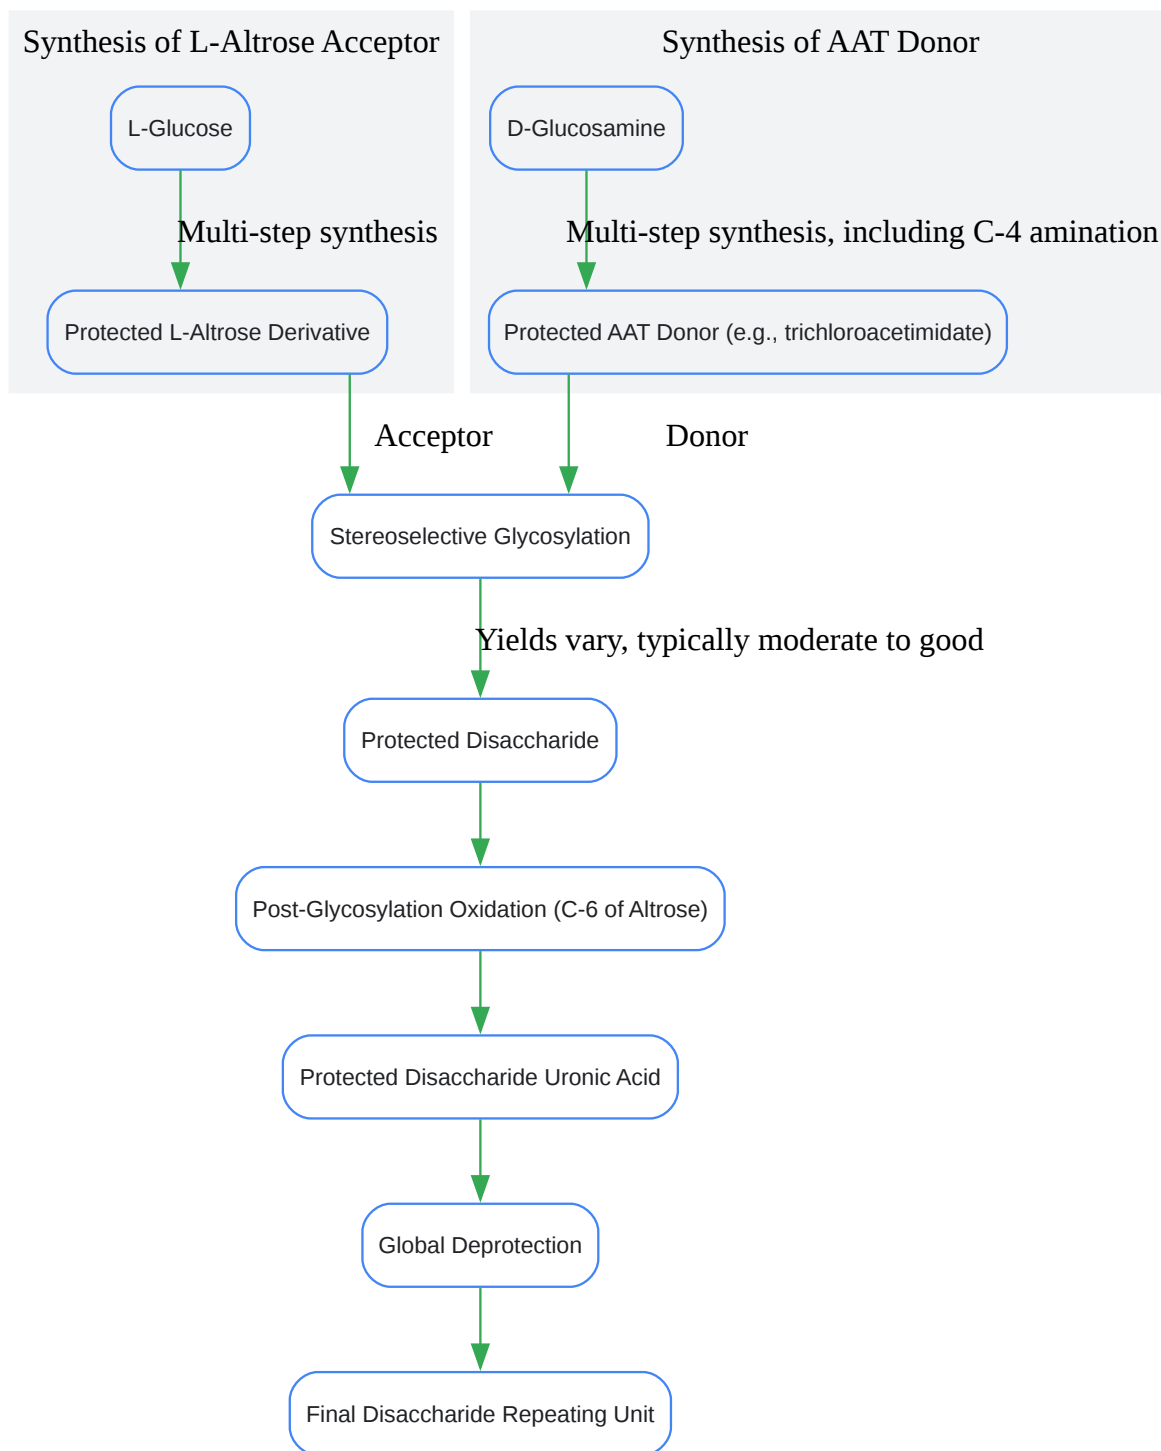 Synthesis of L-Altrose Acceptor
Synthesis of AAT Donor
L-Glucose
D-Glucosamine
Multi-step synthesis
Multi-step synthesis, including C-4 amination
Protected L-Altrose Derivative
Protected AAT Donor (e.g., trichloroacetimidate)
Acceptor
Donor
Stereoselective Glycosylation
Yields vary, typically moderate to good
Protected Disaccharide
Post-Glycosylation Oxidation (C-6 of Altrose)
Protected Disaccharide Uronic Acid
Global Deprotection
Final Disaccharide Repeating Unit